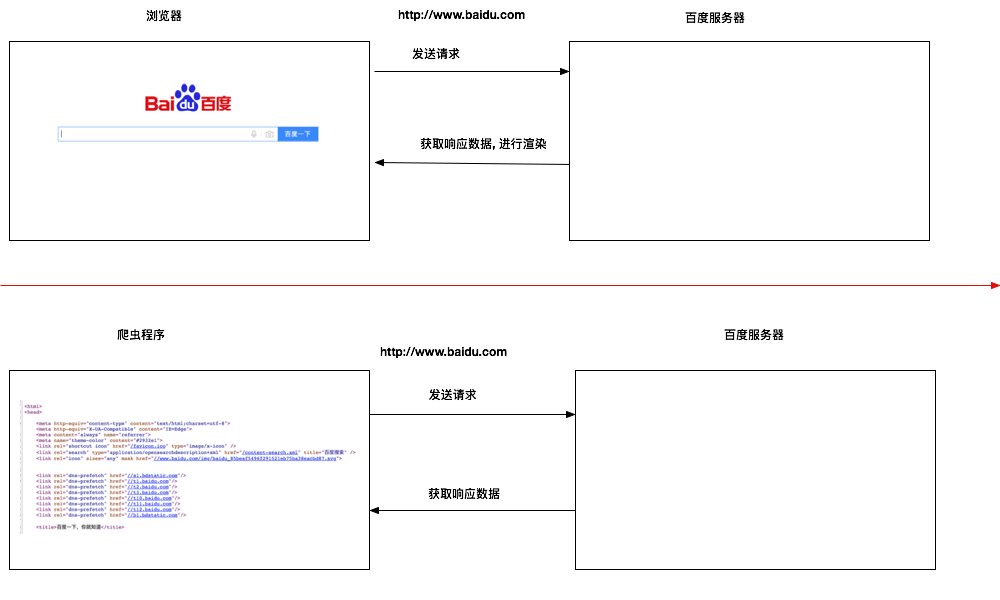 浏览器
http://www.baidu.com
百度服务器
发送请求
Bai du 百度
百度一下
获取响应数据, 进行渲染
爬虫程序
百度服务器
http://www.baidu.com
发送请求
<html>
<head>
<meta http-equiv="content-type" content="text/html;charset=utf-8">
<meta http-equiv="X-UA-Compatible" content="IE=Edge">
<meta content="always" name="referrer">
<meta name="theme-color" content="#2932e1">
<link rel="shortcut icon" href="/favicon.ico" type="image/x-icon" />
<link rel="search" type="application/opensearchdescription+xml" href="/content-search.xml" title="百度搜索" />
<link rel="icon" sizes="any" mask href="//www.baidu.com/img/baidu_85beaf5496f291521eb75ba38eacbd87.svg">
<link rel="dns-prefetch" href="//s1.bdstatic.com"/>
<link rel="dns-prefetch" href="//t1.baidu.com"/>
<link rel="dns-prefetch" href="//t2.baidu.com"/>
<link rel="dns-prefetch" href="//t3.baidu.com"/>
<link rel="dns-prefetch" href="//t10.baidu.com"/>
<link rel="dns-prefetch" href="//t11.baidu.com"/>
<link rel="dns-prefetch" href="//t12.baidu.com"/>
<link rel="dns-prefetch" href="//b1.bdstatic.com"/>
<title>百度一下，你就知道</title>
获取响应数据